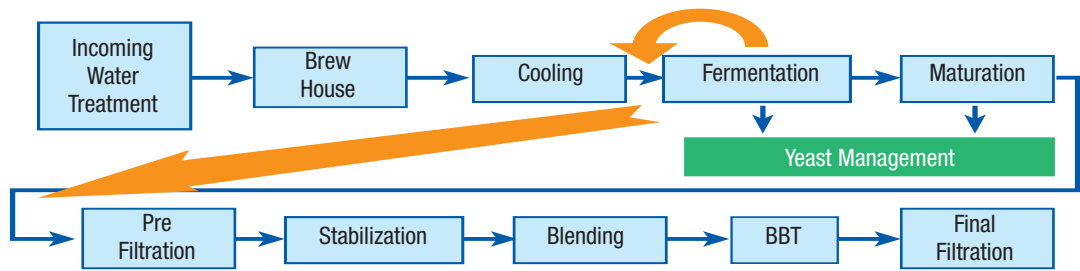 Incoming
Water
Treatment
Brew
House
Cooling
Fermentation
Maturation
Yeast Management
Pre
Filtration
Stabilization
Blending
BBT
Final
Filtration